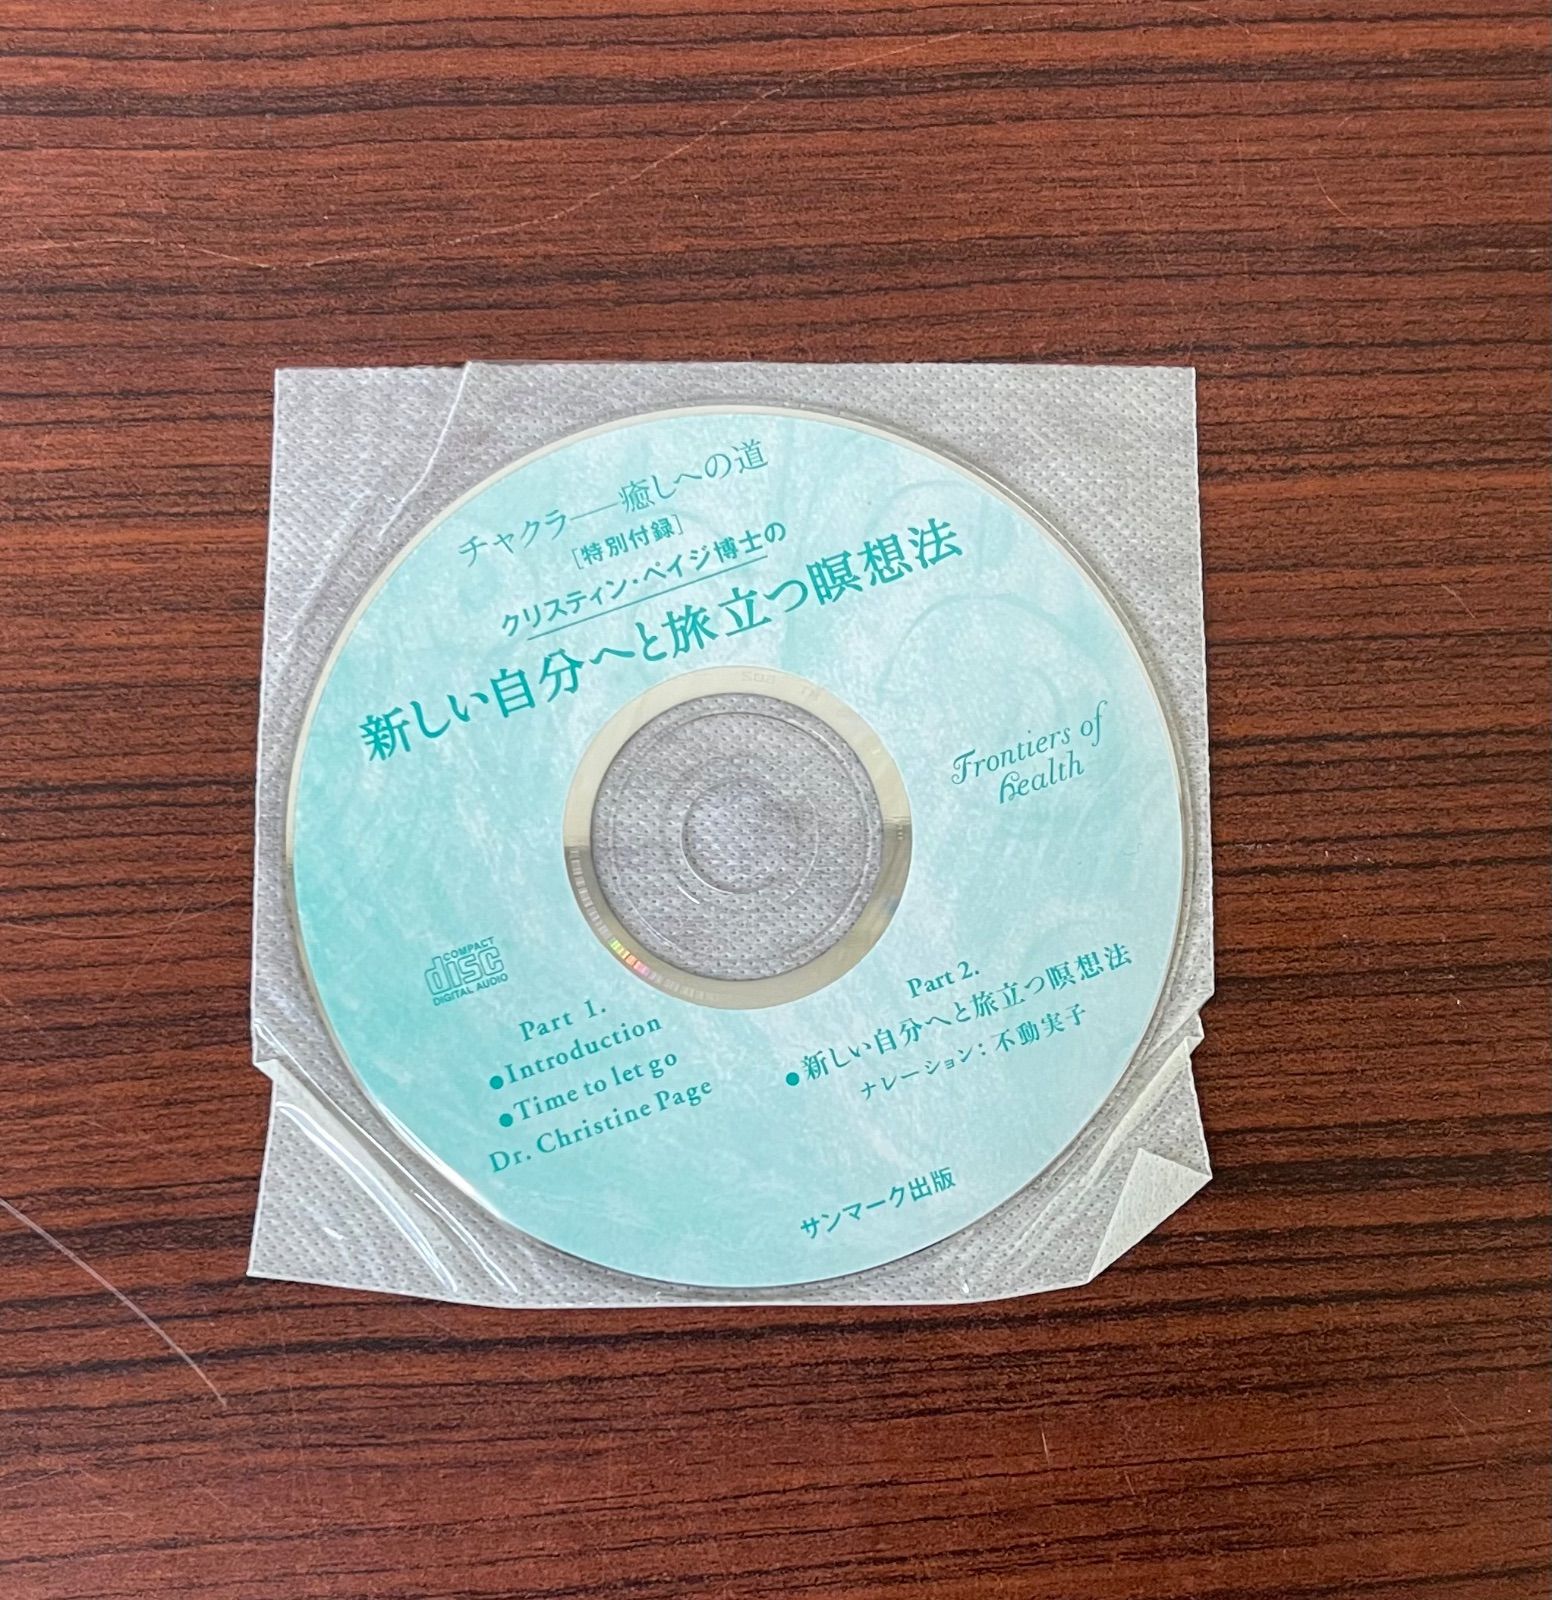 チャクラ――癒しへの道
[特別付録]
クリスティン・ペイジ博士の
新しい自分へと旅立つ瞑想法
Frontiers of
health
COMPACT
disc
DIGITAL AUDIO
Part 1.
●Introduction
●Time to let go
Dr. Christine Page
Part 2.
●新しい自分へと旅立つ瞑想法
ナレーション：不動実子
サンマーク出版